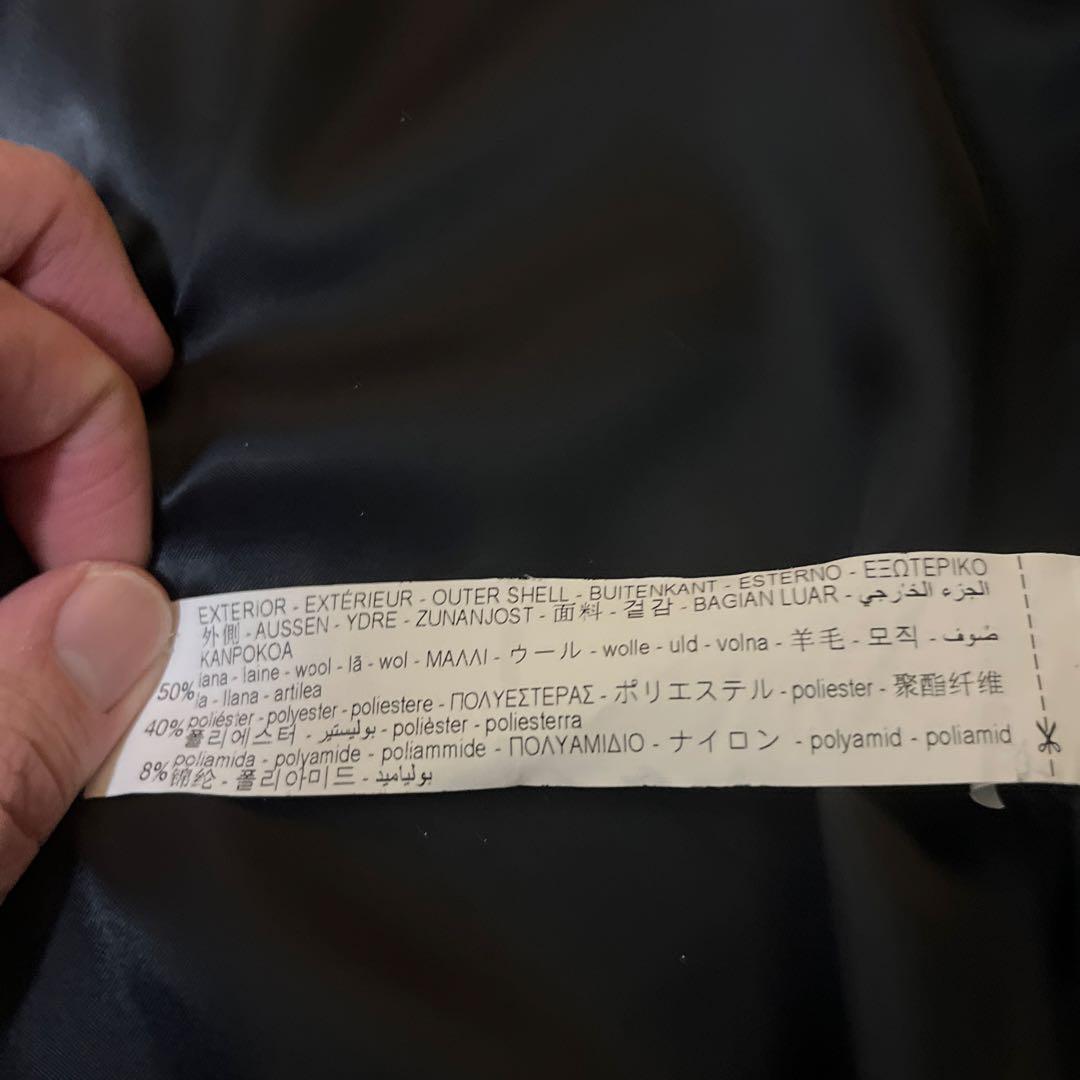 EXTERIOR - EXTÉRIEUR - OUTER SHELL - BUITENKANT - ESTERNO - ΕΞΩΤΕΡΙΚΟ
外側 - AUSSEN - YDRE - ZUNANJOST - 面料 - 겉감 - BAGIAN LUAR - الجزء الخارجي
KANPOKOA
50% lana - laine - wool - lã - wol - ΜΑΛΛΙ - ウール - wolle - uld - volna - 羊毛 - 모직 - صوف
la - llana - artilea
40% poliéster - polyester - poliestere - ΠΟΛΥΕΣΤΕΡΑΣ - ポリエステル - poliester - 聚酯纤维
폴리에스터 - بوليستير - polièster - poliesterra
8% poliamida - polyamide - poliammide - ΠΟΛΥΑΜΙΔΙΟ - ナイロン - polyamid - poliamid
锦纶 - 폴리아미드 - بولياميد